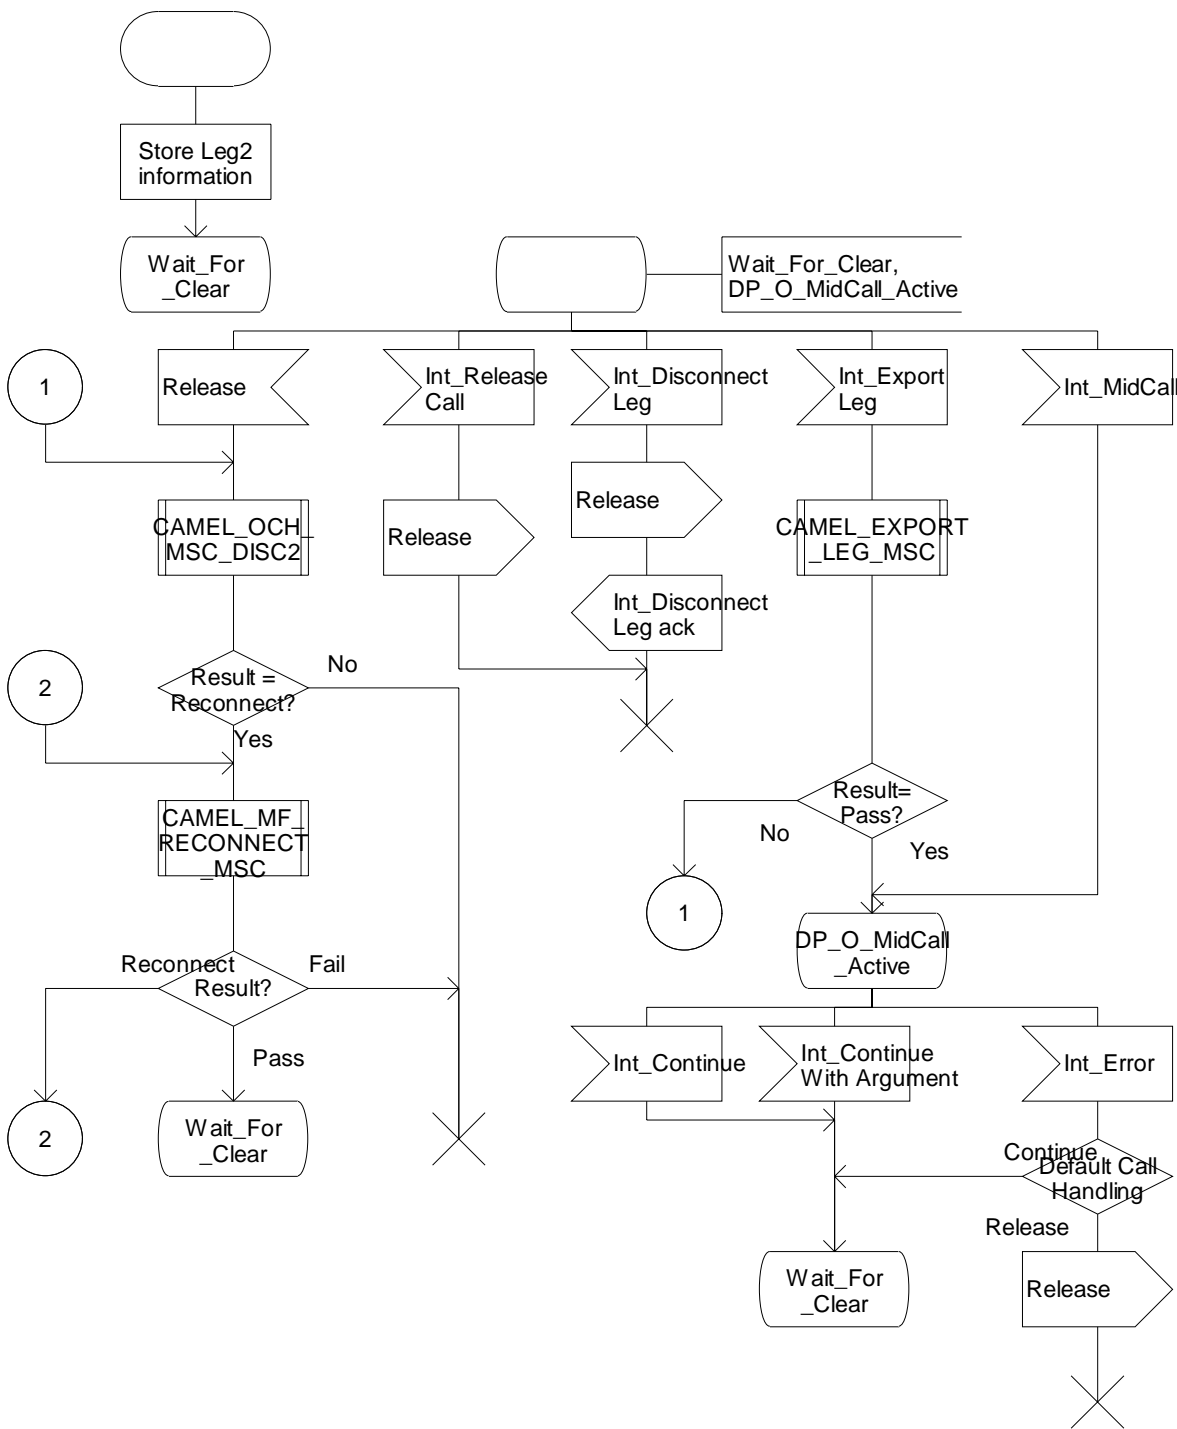 Store Leg2
information
Wait_For
_Clear
Wait_For_Clear,
DP_O_MidCall_Active
1
Release
Int_Release
Call
Int_Disconnect
Leg
Int_Export
Leg
Int_MidCal
CAMEL_OCH_
MSC_DISC2
Release
Release
CAMEL_EXPORT
_LEG_MSC
Int_Disconnect
Leg ack
2
Result =
Reconnect?
No
Yes
CAMEL_MF_
RECONNECT
_MSC
Result=
Pass?
No
Yes
1
DP_O_MidCall
_Active
Reconnect
Result?
Fail
Pass
2
Wait_For
_Clear
Int_Continue
Int_Continue
With Argument
Int_Error
Continue
Default Call
Handling
Release
Wait_For
_Clear
Release